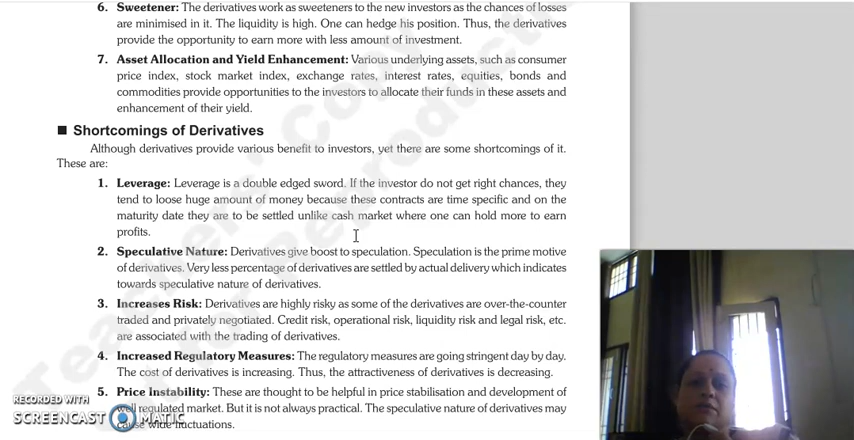 6. Sweetener: The derivatives work as sweeteners to the new investors as the chances of losses
are minimised in it. The liquidity is high. One can hedge his position. Thus, the derivatives
provide the opportunity to earn more with less amount of investment.
7. Asset Allocation and Yield Enhancement: Various underlying assets, such as consumer
price index, stock market index, exchange rates, interest rates, equities, bonds and
commodities provide opportunities to the investors to allocate their funds in these assets and
enhancement of their yield.
■ Shortcomings of Derivatives
Although derivatives provide various benefit to investors, yet there are some shortcomings of it.
These are:
1. Leverage: Leverage is a double edged sword. If the investor do not get right chances, they
tend to loose huge amount of money because these contracts are time specific and on the
maturity date they are to be settled unlike cash market where one can hold more to earn
profits.
2. Speculative Nature: Derivatives give boost to speculation. Speculation is the prime motive
of derivatives. Very less percentage of derivatives are settled by actual delivery which indicates
towards speculative nature of derivatives.
3. Increases Risk: Derivatives are highly risky as some of the derivatives are over-the-counter
traded and privately negotiated. Credit risk, operational risk, liquidity risk and legal risk, etc.
are associated with the trading of derivatives.
4. Increased Regulatory Measures: The regulatory measures are going stringent day by day.
The cost of derivatives is increasing. Thus, the attractiveness of derivatives is decreasing.
5. Price Instability: These are thought to be helpful in price stabilisation and development of
well regulated market. But it is not always practical. The speculative nature of derivatives may
cause wide fluctuations.
Teachers' Copy
RECORDED WITH
SCREENCAST MATIC